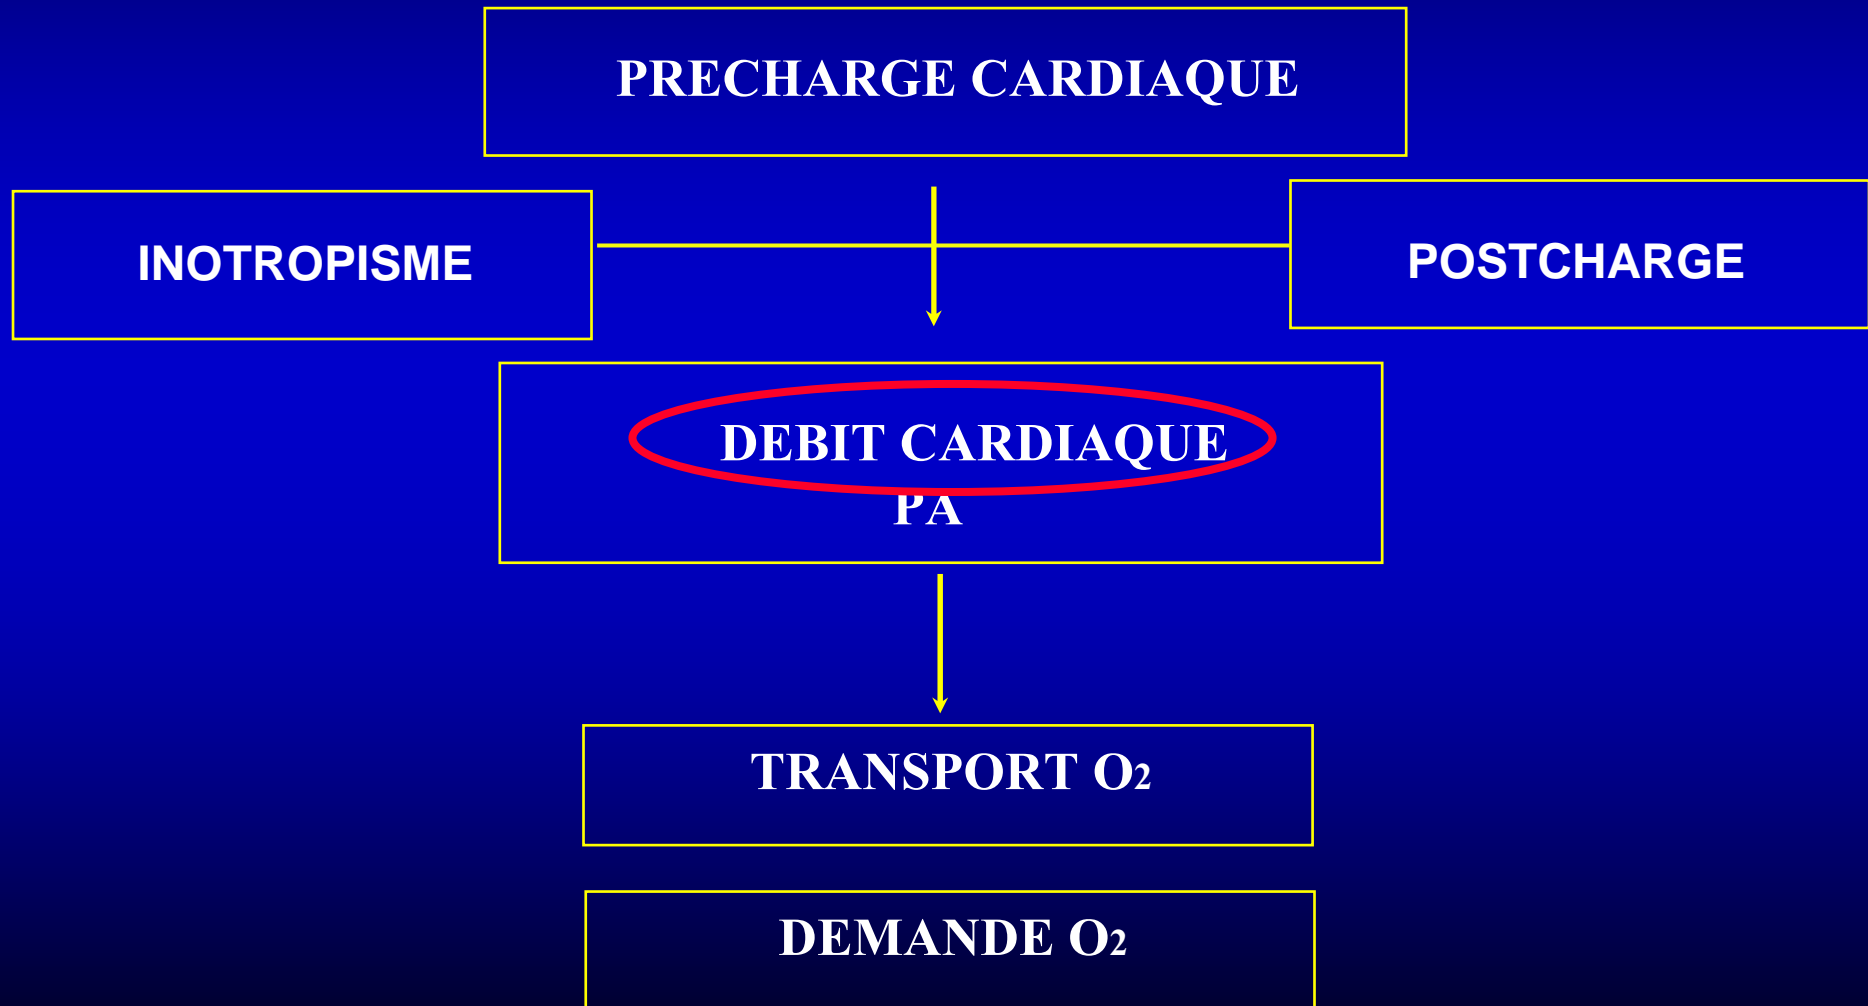 PRECHARGE CARDIAQUE
INOTROPISME
POSTCHARGE
DEBIT CARDIAQUE
PA
TRANSPORT O2
DEMANDE O2